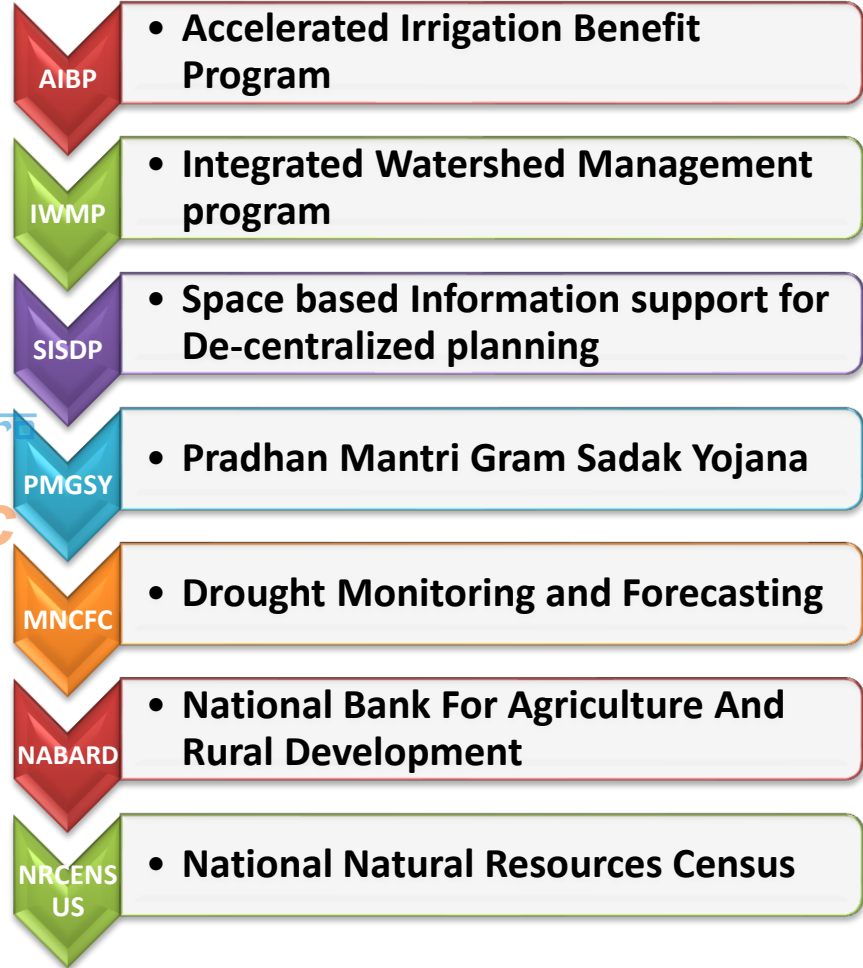 AIBP
• Accelerated Irrigation Benefit
Program
IWMP
• Integrated Watershed Management
program
SISDP
• Space based Information support for
De-centralized planning
PMGSY
• Pradhan Mantri Gram Sadak Yojana
MNCFC
• Drought Monitoring and Forecasting
NABARD
• National Bank For Agriculture And
Rural Development
NRCENS
US
• National Natural Resources Census